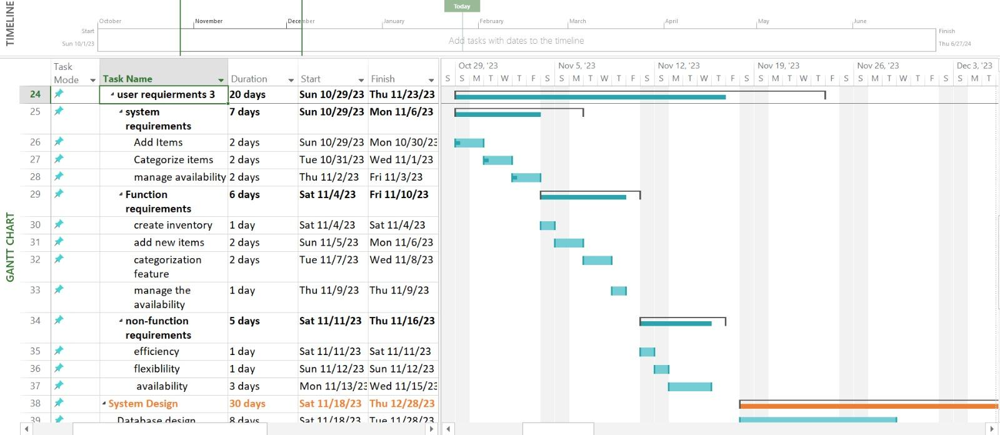 TIMELINE
Today
October November December January February March April May June
Start
Sun 10/1/23
Add tasks with dates to the timeline
Finish
Thu 6/27/24
GANTT CHART
Task Mode Task Name Duration Start Finish
Oct 29, '23 Nov 5, '23 Nov 12, '23 Nov 19, '23 Nov 26, '23 Dec 3, '23
S S M T W T F S S M T W T F S S M T W T F S S M T W T F S S M T W T F S S M T
24 user requierments 3 20 days Sun 10/29/23 Thu 11/23/23
25 system requirements 7 days Sun 10/29/23 Mon 11/6/23
26 Add Items 2 days Sun 10/29/23 Mon 10/30/23
27 Categorize items 2 days Tue 10/31/23 Wed 11/1/23
28 manage availability 2 days Thu 11/2/23 Fri 11/3/23
29 Function requirements 6 days Sat 11/4/23 Fri 11/10/23
30 create inventory 1 day Sat 11/4/23 Sat 11/4/23
31 add new items 2 days Sun 11/5/23 Mon 11/6/23
32 categorization feature 2 days Tue 11/7/23 Wed 11/8/23
33 manage the availability 1 day Thu 11/9/23 Thu 11/9/23
34 non-function requirements 5 days Sat 11/11/23 Thu 11/16/23
35 efficiency 1 day Sat 11/11/23 Sat 11/11/23
36 flexiblility 1 day Sun 11/12/23 Sun 11/12/23
37 availability 3 days Mon 11/13/23 Wed 11/15/23
38 System Design 30 days Sat 11/18/23 Thu 12/28/23
39 Database design 8 days Sat 11/18/23 Tue 11/28/23